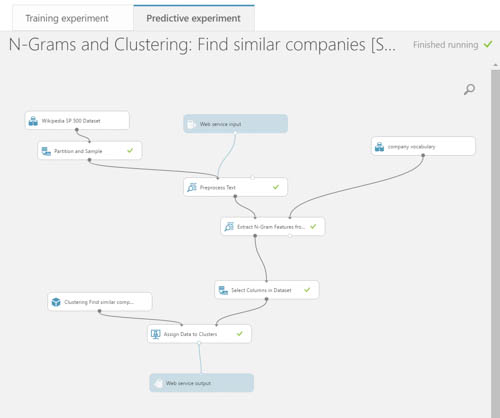 Training experiment
Predictive experiment
N-Grams and Clustering: Find similar companies [S...
Finished running
Wikipedia SP 500 Dataset
Web service input
Partition and Sample
company vocabulary
Preprocess Text
Extract N-Gram Features fro...
Select Columns in Dataset
Clustering Find similar comp...
Assign Data to Clusters
Web service output